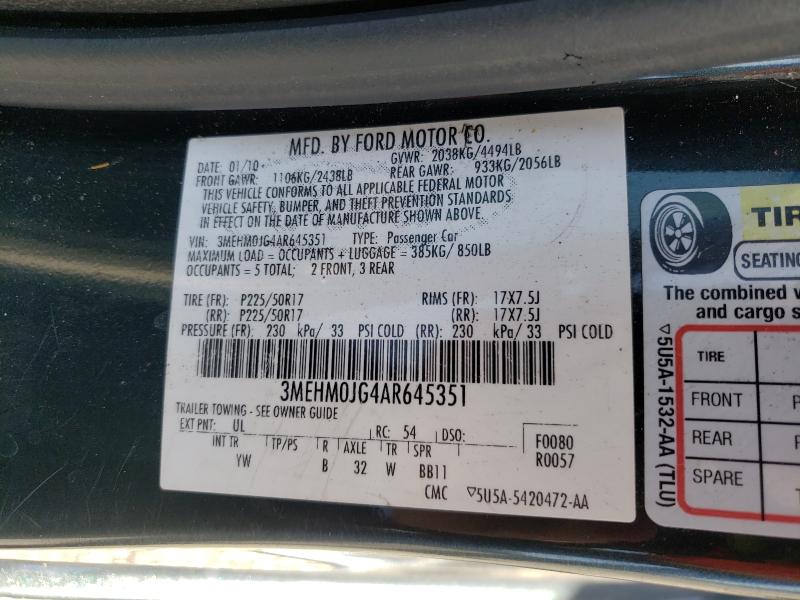 MFD. BY FORD MOTOR CO.
DATE: 01/10 GVWR: 2038KG/4494LB
FRONT GAWR: 1106KG/2438LB REAR GAWR: 933KG/2056LB
THIS VEHICLE CONFORMS TO ALL APPLICABLE FEDERAL MOTOR
VEHICLE SAFETY, BUMPER, AND THEFT PREVENTION STANDARDS
IN EFFECT ON THE DATE OF MANUFACTURE SHOWN ABOVE.
VIN: 3MEHM0JG4AR645351 TYPE: Passenger Car
MAXIMUM LOAD = OCCUPANTS + LUGGAGE = 385KG/ 850LB
OCCUPANTS = 5 TOTAL; 2 FRONT, 3 REAR
TIRE (FR): P225/50R17 RIMS (FR): 17X7.5J
(RR): P225/50R17 (RR): 17X7.5J
PRESSURE (FR): 230 kPa/ 33 PSI COLD (RR): 230 kPa/ 33 PSI COLD
3MEHM0JG4AR645351
TRAILER TOWING - SEE OWNER GUIDE
EXT PNT: UL RC: 54 DSO: F0080
INT TR TP/PS R AXLE TR SPR R0057
YW B 32 W BB11
CMC ▽5U5A-5420472-AA
TIR
SEATING
The combined
and cargo
TIRE
FRONT P
REAR P
SPARE
▽5U5A-1532-AA (TLU)